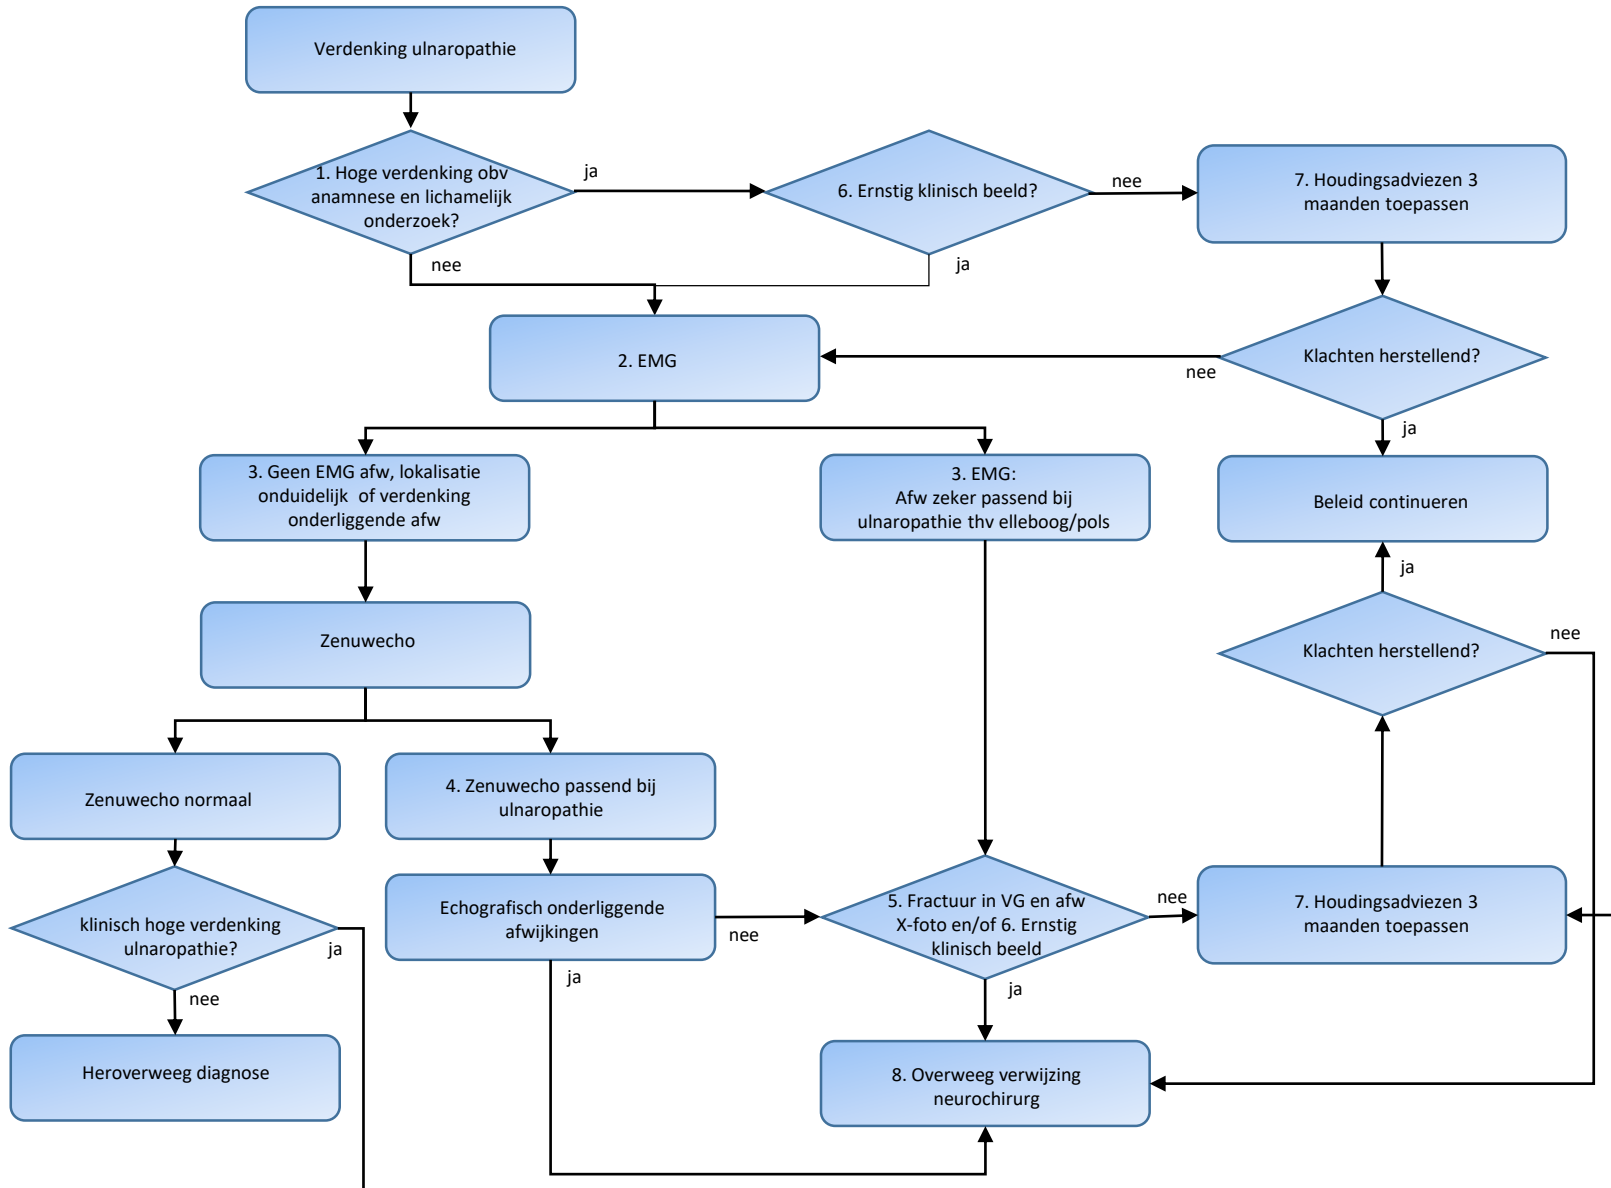 Verdenking ulnaropathie
1. Hoge verdenking obv
anamnese en lichamelijk
onderzoek?
ja
nee
6. Ernstig klinisch beeld?
nee
ja
7. Houdingsadviezen 3
maanden toepassen
2. EMG
Klachten herstellend?
nee
ja
3. Geen EMG afw, lokalisatie
onduidelijk of verdenking
onderliggende afw
3. EMG:
Afw zeker passend bij
ulnaropathie thv elleboog/pols
Beleid continueren
ja
Zenuwecho
Klachten herstellend?
nee
Zenuwecho normaal
4. Zenuwecho passend bij
ulnaropathie
klinisch hoge verdenking
ulnaropathie?
ja
nee
Echografisch onderliggende
afwijkingen
nee
ja
5. Fractuur in VG en afw
X-foto en/of 6. Ernstig
klinisch beeld
nee
ja
7. Houdingsadviezen 3
maanden toepassen
Heroverweeg diagnose
8. Overweeg verwijzing
neurochirurg